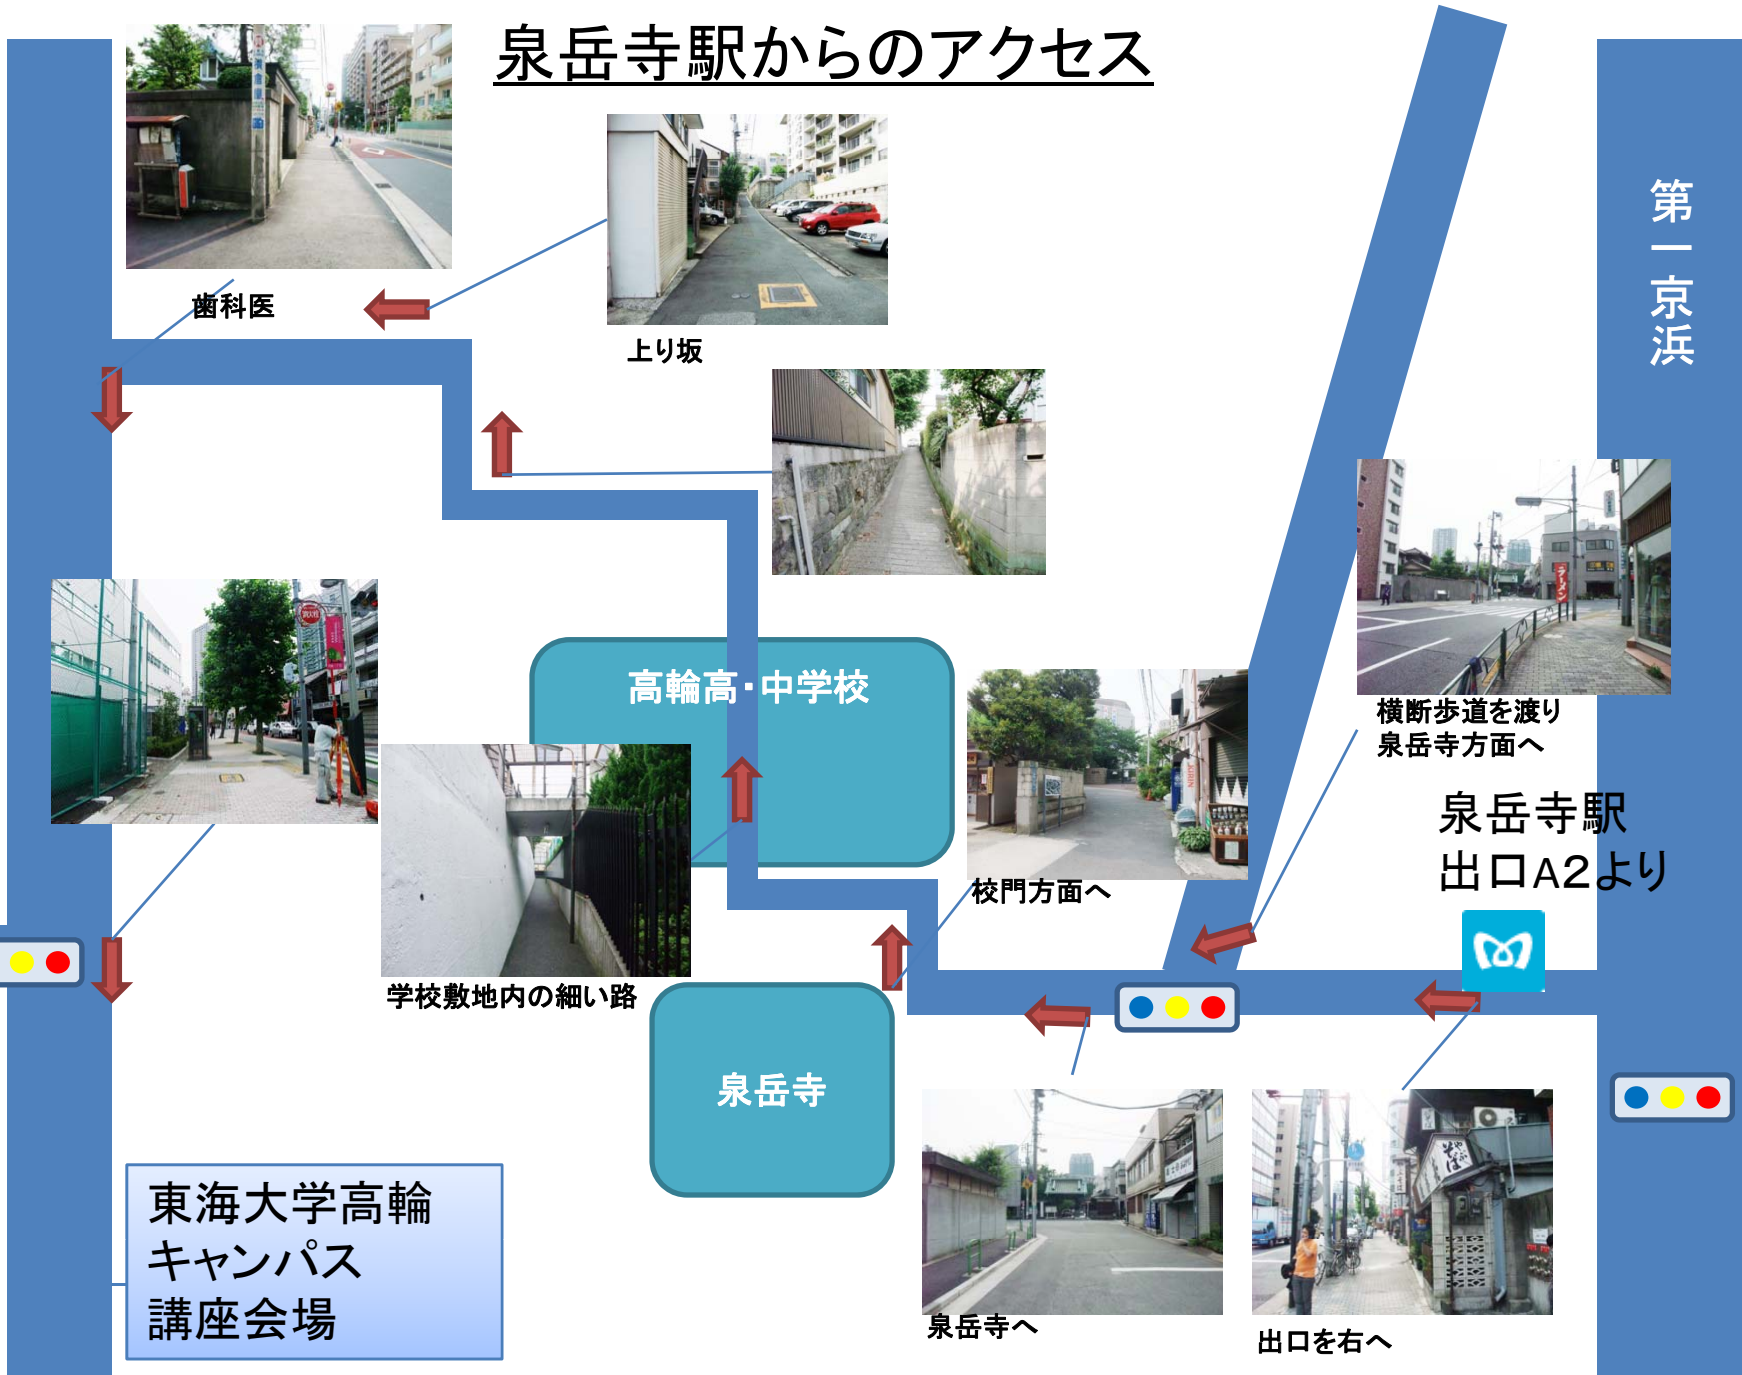 泉岳寺駅からのアクセス
第一京浜
歯科医
上り坂
高輪高・中学校
横断歩道を渡り
泉岳寺方面へ
ラーメン
泉岳寺駅
出口A2より
校門方面へ
学校敷地内の細い路
泉岳寺
東海大学高輪
キャンパス
講座会場
泉岳寺へ
出口を右へ